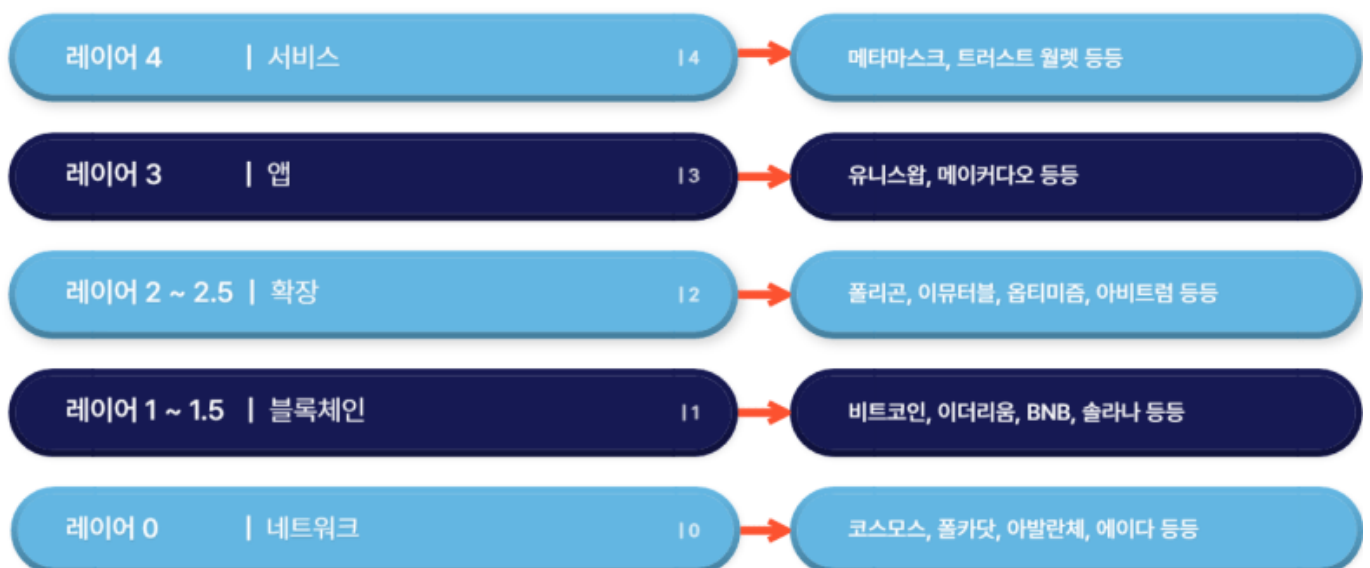 레이어 4 | 서비스 | 4 메타마스크, 트러스트 월렛 등등
레이어 3 | 앱 | 3 유니스왑, 메이커다오 등등
레이어 2 ~ 2.5 | 확장 | 2 폴리곤, 이뮤터블, 옵티미즘, 아비트럼 등등
레이어 1 ~ 1.5 | 블록체인 | 1 비트코인, 이더리움, BNB, 솔라나 등등
레이어 0 | 네트워크 | 0 코스모스, 폴카닷, 아발란체, 에이다 등등